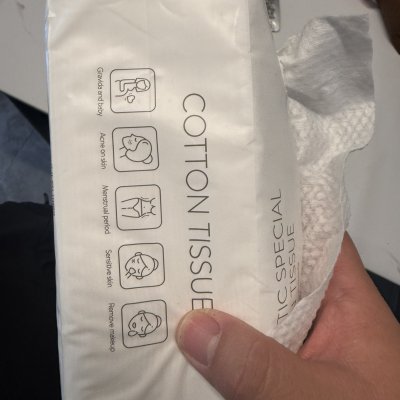 COTTON TISSUE
Gravida and baby
Acne on skin
Menstrual period
Sensitive skin
Remove makeup
TIC SPECIAL
TISSUE